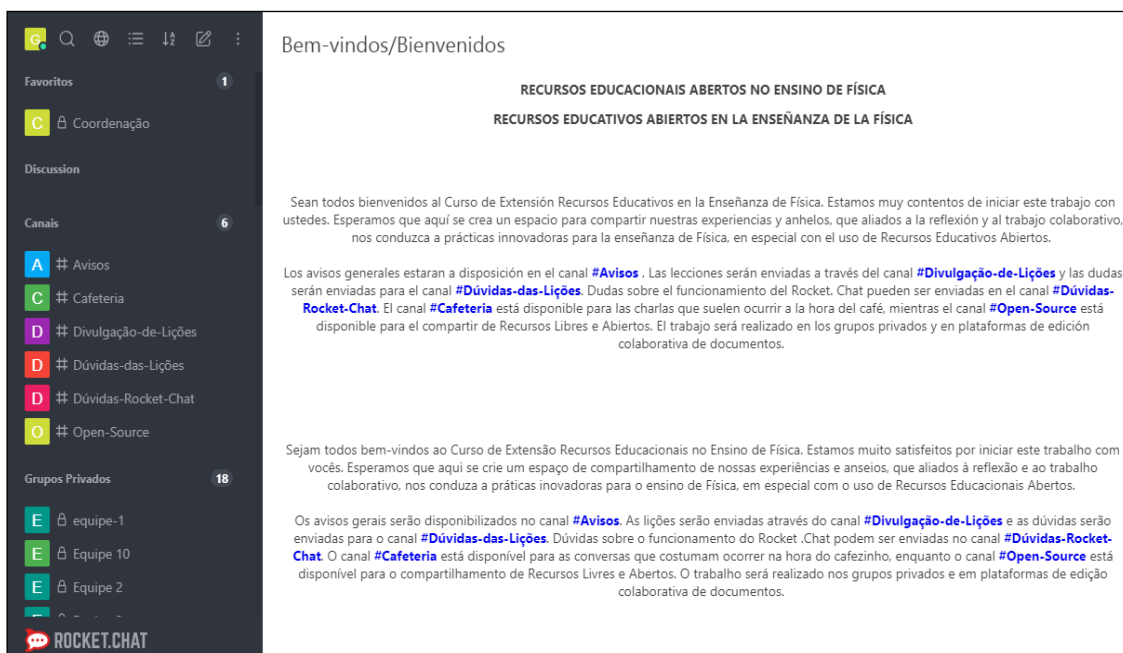 G
Favoritos 1
C Coordenação
Discussion
Canais 6
A # Avisos
C # Cafeteria
D # Divulgação-de-Lições
D # Dúvidas-das-Lições
D # Dúvidas-Rocket-Chat
O # Open-Source
Grupos Privados 18
E equipe-1
E Equipe 10
E Equipe 2
ROCKET.CHAT
Bem-vindos/Bienvenidos
RECURSOS EDUCACIONAIS ABERTOS NO ENSINO DE FÍSICA
RECURSOS EDUCATIVOS ABIERTOS EN LA ENSEÑANZA DE LA FÍSICA
Sean todos bienvenidos al Curso de Extensión Recursos Educativos en la Enseñanza de Física. Estamos muy contentos de iniciar este trabajo con
ustedes. Esperamos que aquí se crea un espacio para compartir nuestras experiencias y anhelos, que aliados a la reflexión y al trabajo colaborativo,
nos conduzca a prácticas innovadoras para la enseñanza de Física, en especial con el uso de Recursos Educativos Abiertos.
Los avisos generales estaran a disposición en el canal #Avisos . Las lecciones serán enviadas a través del canal #Divulgação-de-Lições y las dudas
serán enviadas para el canal #Dúvidas-das-Lições. Dudas sobre el funcionamiento del Rocket. Chat pueden ser enviadas en el canal #Dúvidas-
Rocket-Chat. El canal #Cafeteria está disponible para las charlas que suelen ocurrir a la hora del café, mientras el canal #Open-Source está
disponible para el compartir de Recursos Libres e Abiertos. El trabajo será realizado en los grupos privados y en plataformas de edición
colaborativa de documentos.
Sejam todos bem-vindos ao Curso de Extensão Recursos Educacionais no Ensino de Física. Estamos muito satisfeitos por iniciar este trabalho com
vocês. Esperamos que aqui se crie um espaço de compartilhamento de nossas experiências e anseios, que aliados à reflexão e ao trabalho
colaborativo, nos conduza a práticas inovadoras para o ensino de Física, em especial com o uso de Recursos Educacionais Abertos.
Os avisos gerais serão disponibilizados no canal #Avisos. As lições serão enviadas através do canal #Divulgação-de-Lições e as dúvidas serão
enviadas para o canal #Dúvidas-das-Lições. Dúvidas sobre o funcionamento do Rocket .Chat podem ser enviadas no canal #Dúvidas-Rocket-
Chat. O canal #Cafeteria está disponível para as conversas que costumam ocorrer na hora do cafezinho, enquanto o canal #Open-Source está
disponível para o compartilhamento de Recursos Livres e Abertos. O trabalho será realizado nos grupos privados e em plataformas de edição
colaborativa de documentos.